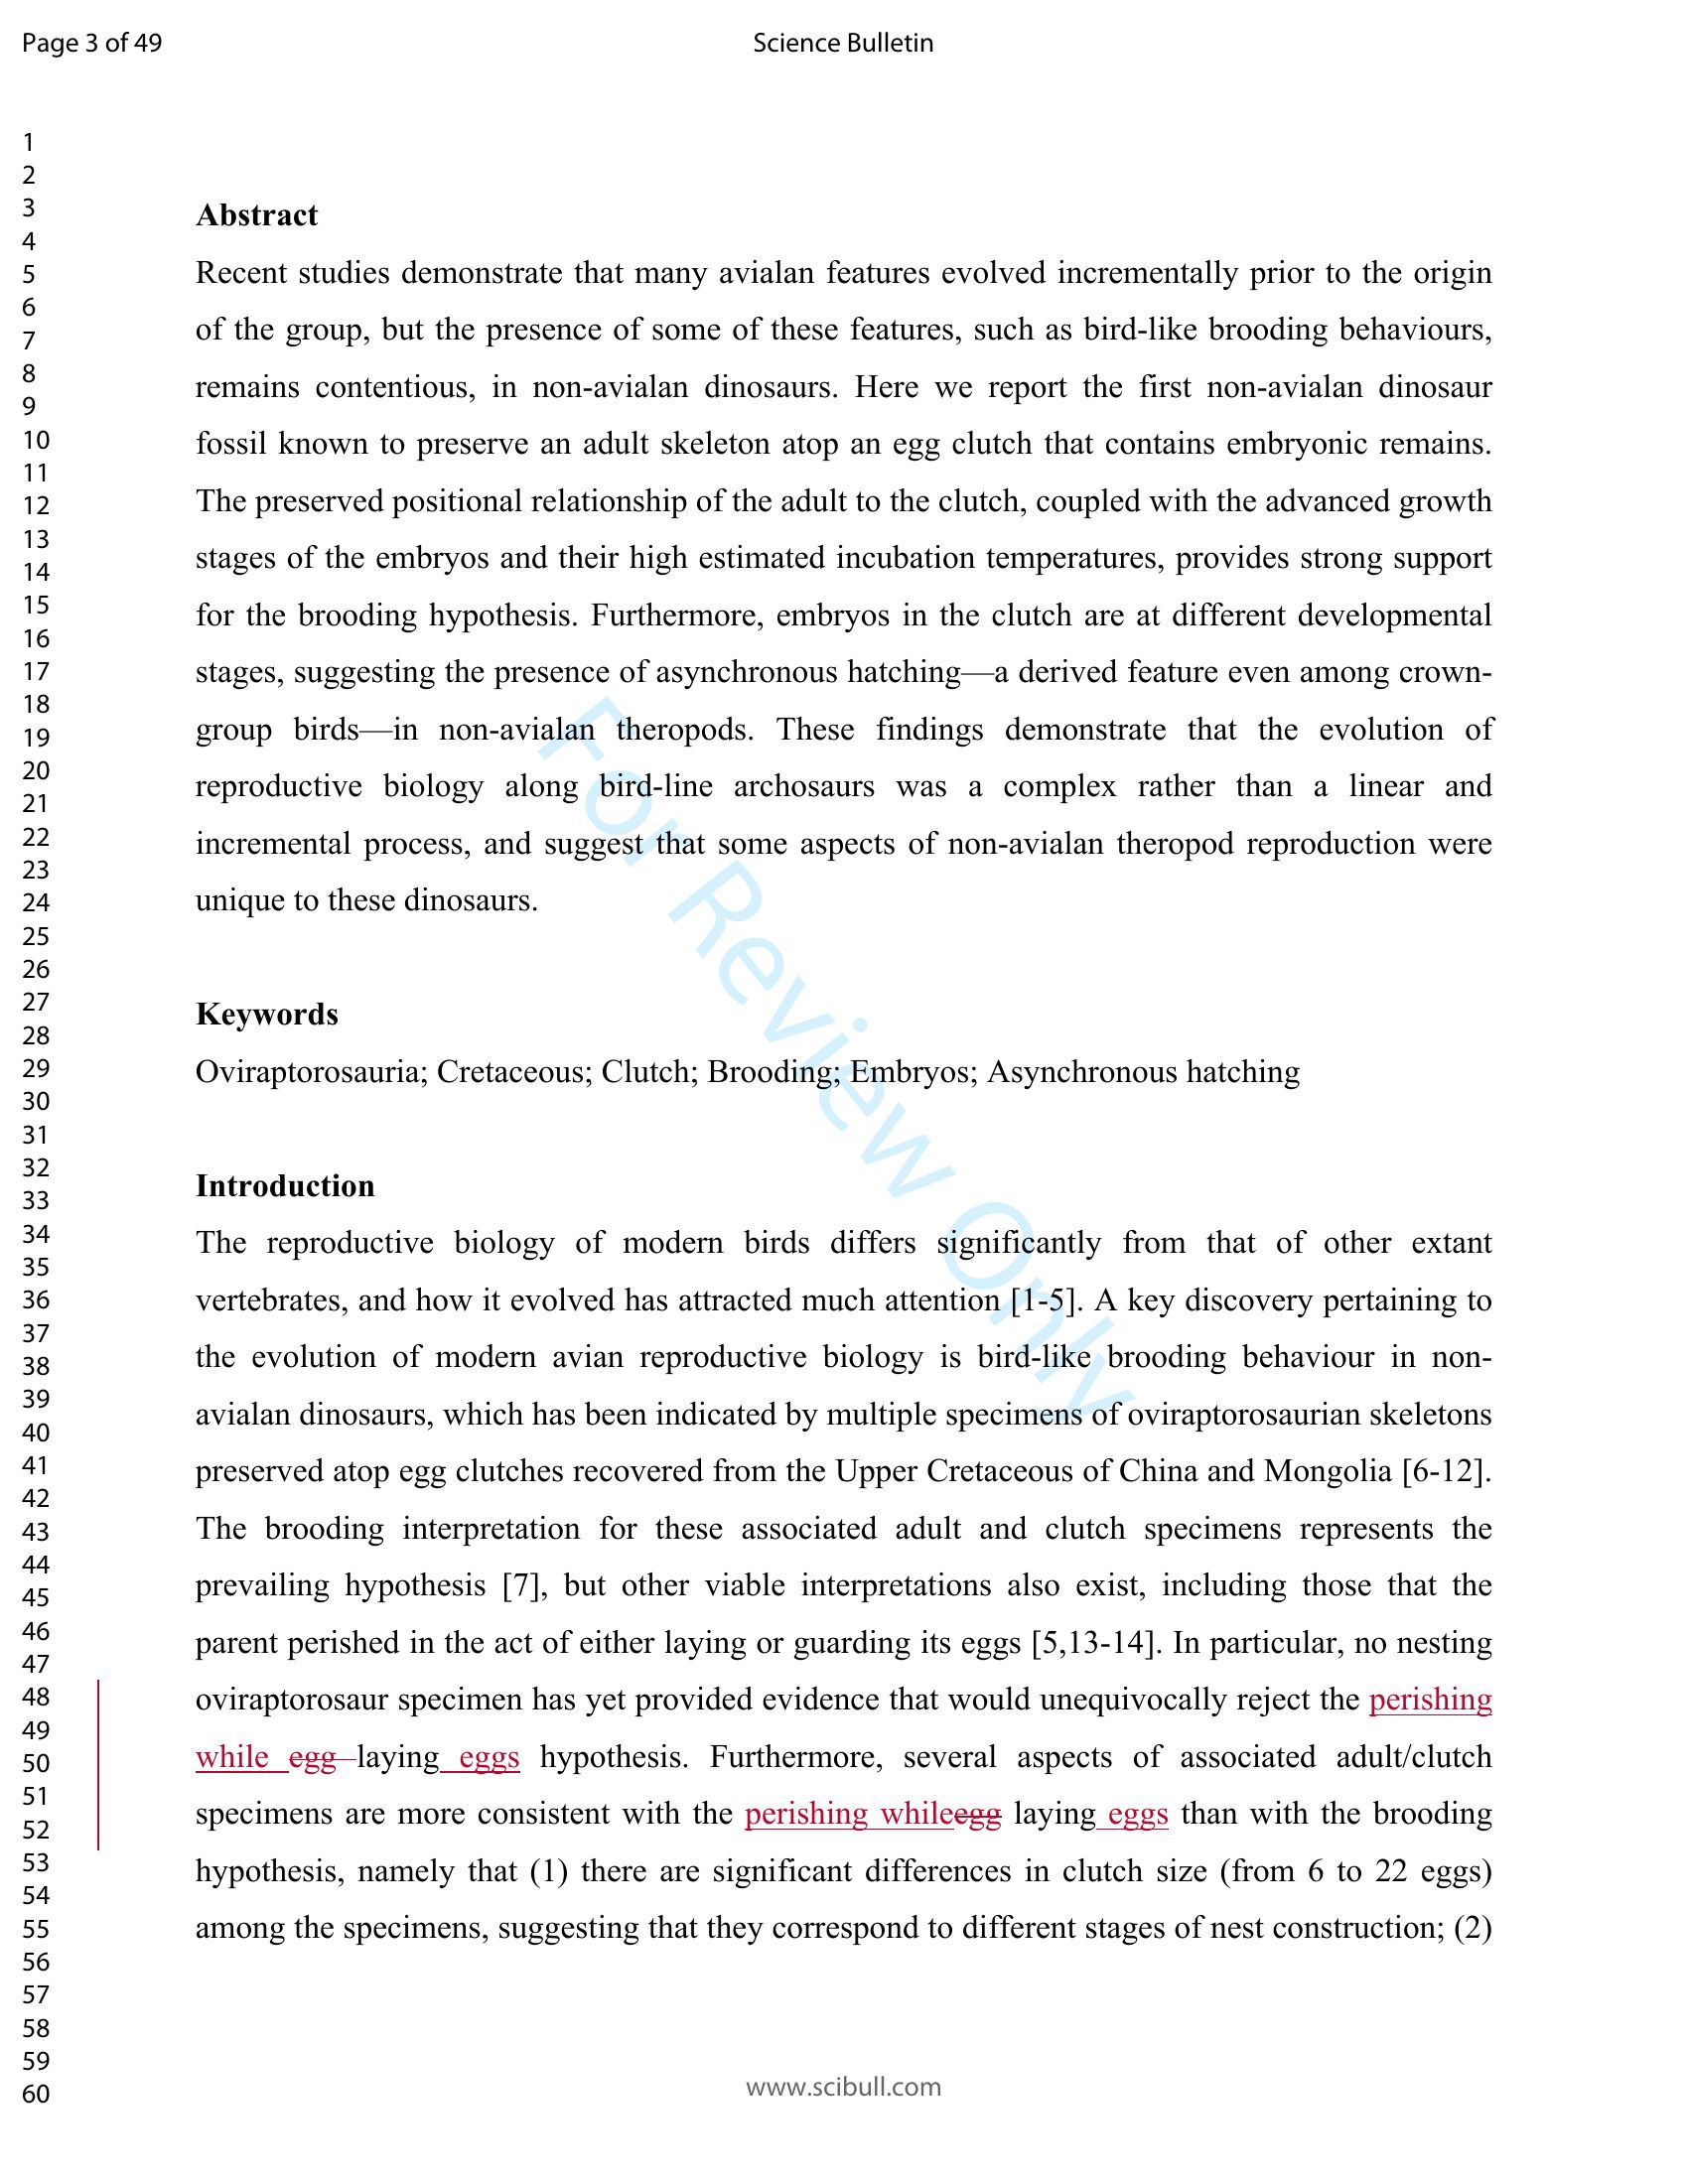 Page 3 of 49
Science Bulletin
1
2
3
4
5
6
7
8
9
10
11
12
13
14
15
16
17
18
19
20
21
22
23
24
25
26
27
28
29
30
31
32
33
34
35
36
37
38
39
40
41
42
43
44
45
46
47
48
49
50
51
52
53
54
55
56
57
58
59
60
Abstract
Recent studies demonstrate that many avialan features evolved incrementally prior to the origin
of the group, but the presence of some of these features, such as bird-like brooding behaviours,
remains contentious, in non-avialan dinosaurs. Here we report the first non-avialan dinosaur
fossil known to preserve an adult skeleton atop an egg clutch that contains embryonic remains.
The preserved positional relationship of the adult to the clutch, coupled with the advanced growth
stages of the embryos and their high estimated incubation temperatures, provides strong support
for the brooding hypothesis. Furthermore, embryos in the clutch are at different developmental
stages, suggesting the presence of asynchronous hatching—a derived feature even among crown-
group birds—in non-avialan theropods. These findings demonstrate that the evolution of
reproductive biology along bird-line archosaurs was a complex rather than a linear and
incremental process, and suggest that some aspects of non-avialan theropod reproduction were
unique to these dinosaurs.
Keywords
Oviraptorosauria; Cretaceous; Clutch; Brooding; Embryos; Asynchronous hatching
Introduction
The reproductive biology of modern birds differs significantly from that of other extant
vertebrates, and how it evolved has attracted much attention [1-5]. A key discovery pertaining to
the evolution of modern avian reproductive biology is bird-like brooding behaviour in non-
avialan dinosaurs, which has been indicated by multiple specimens of oviraptorosaurian skeletons
preserved atop egg clutches recovered from the Upper Cretaceous of China and Mongolia [6-12].
The brooding interpretation for these associated adult and clutch specimens represents the
prevailing hypothesis [7], but other viable interpretations also exist, including those that the
parent perished in the act of either laying or guarding its eggs [5,13-14]. In particular, no nesting
oviraptorosaur specimen has yet provided evidence that would unequivocally reject the perishing
while egg laying eggs hypothesis. Furthermore, several aspects of associated adult/clutch
specimens are more consistent with the perishing whileegg laying eggs than with the brooding
hypothesis, namely that (1) there are significant differences in clutch size (from 6 to 22 eggs)
among the specimens, suggesting that they correspond to different stages of nest construction; (2)
For Review Only
www.scibull.com